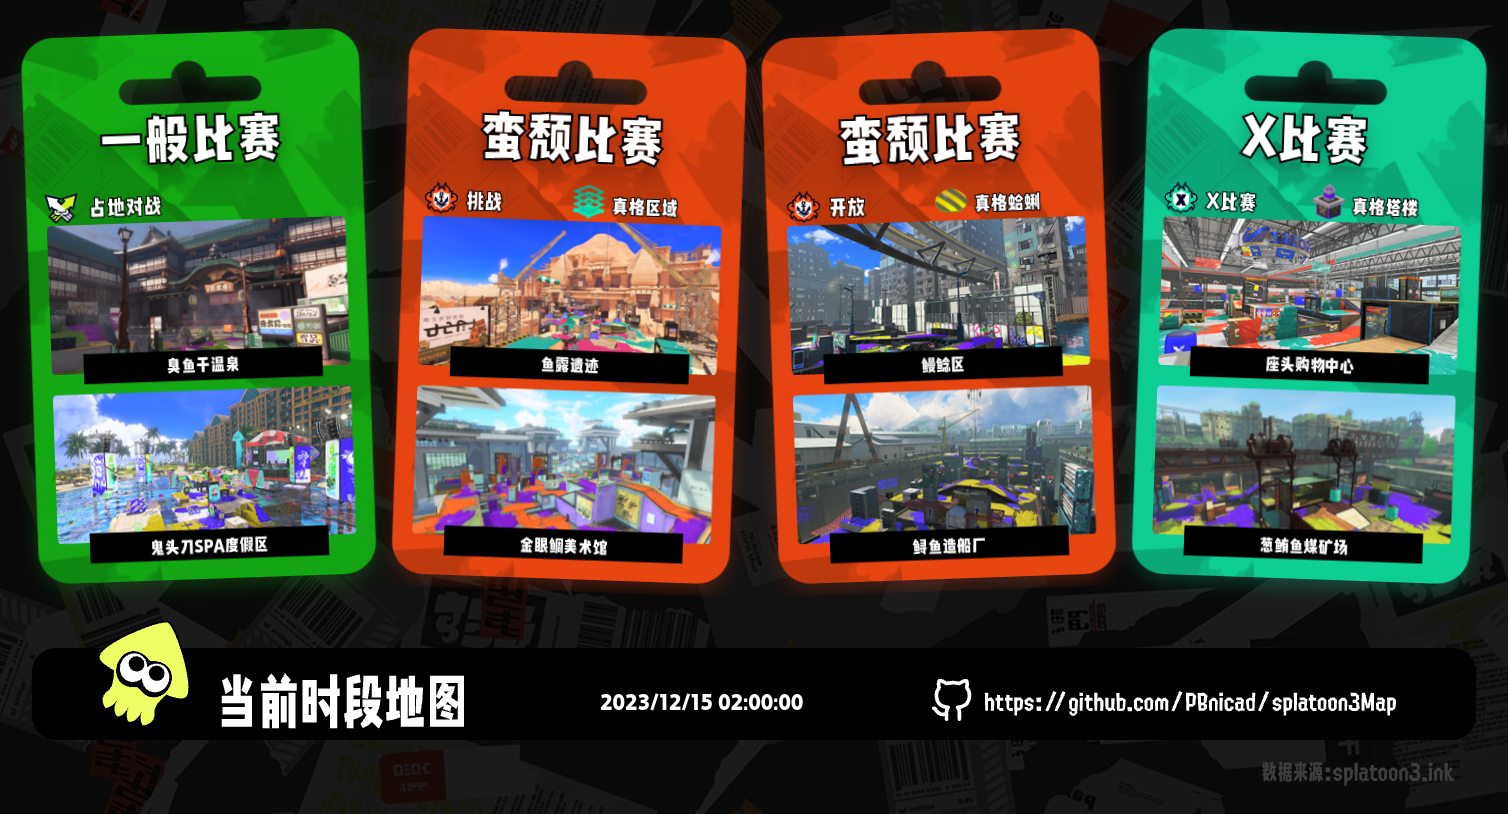 一般比赛
占地对战
臭鱼干温泉
鬼头刀SPA度假区
蛮颓比赛
挑战
真格区域
鱼露遗迹
金眼鲷美术馆
蛮颓比赛
开放
真格蛤蜊
鳗鲶区
鲟鱼造船厂
X比赛
X比赛
真格塔楼
座头购物中心
葱鲔鱼煤矿场
当前时段地图
2023/12/15 02:00:00
https://github.com/PBnicad/splatoon3Map
数据来源:splatoon3.ink